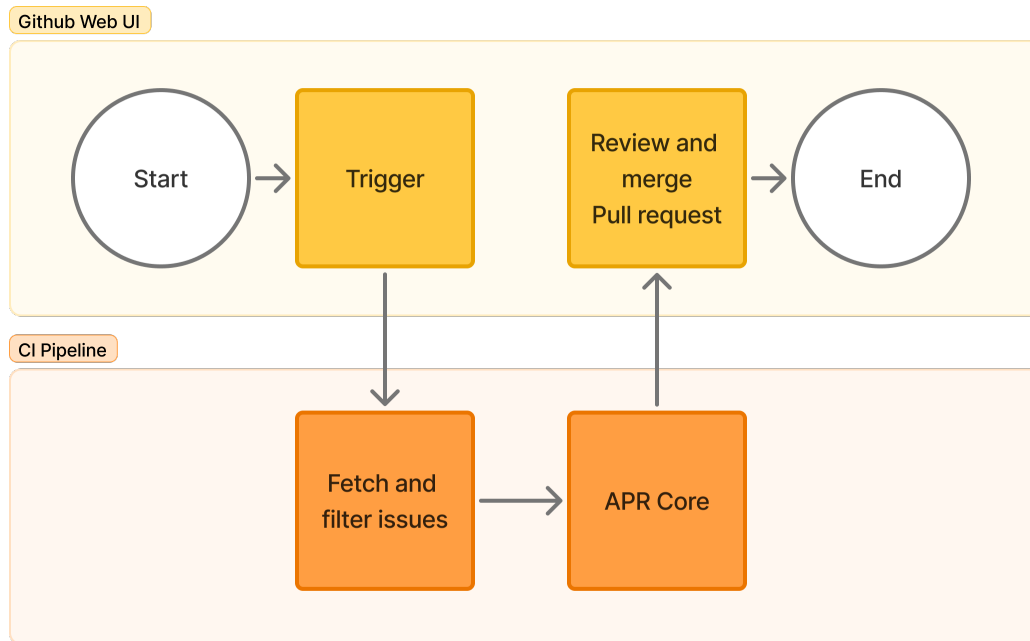 Github Web UI
Start
Trigger
Review and
merge
Pull request
End
CI Pipeline
Fetch and
filter issues
APR Core